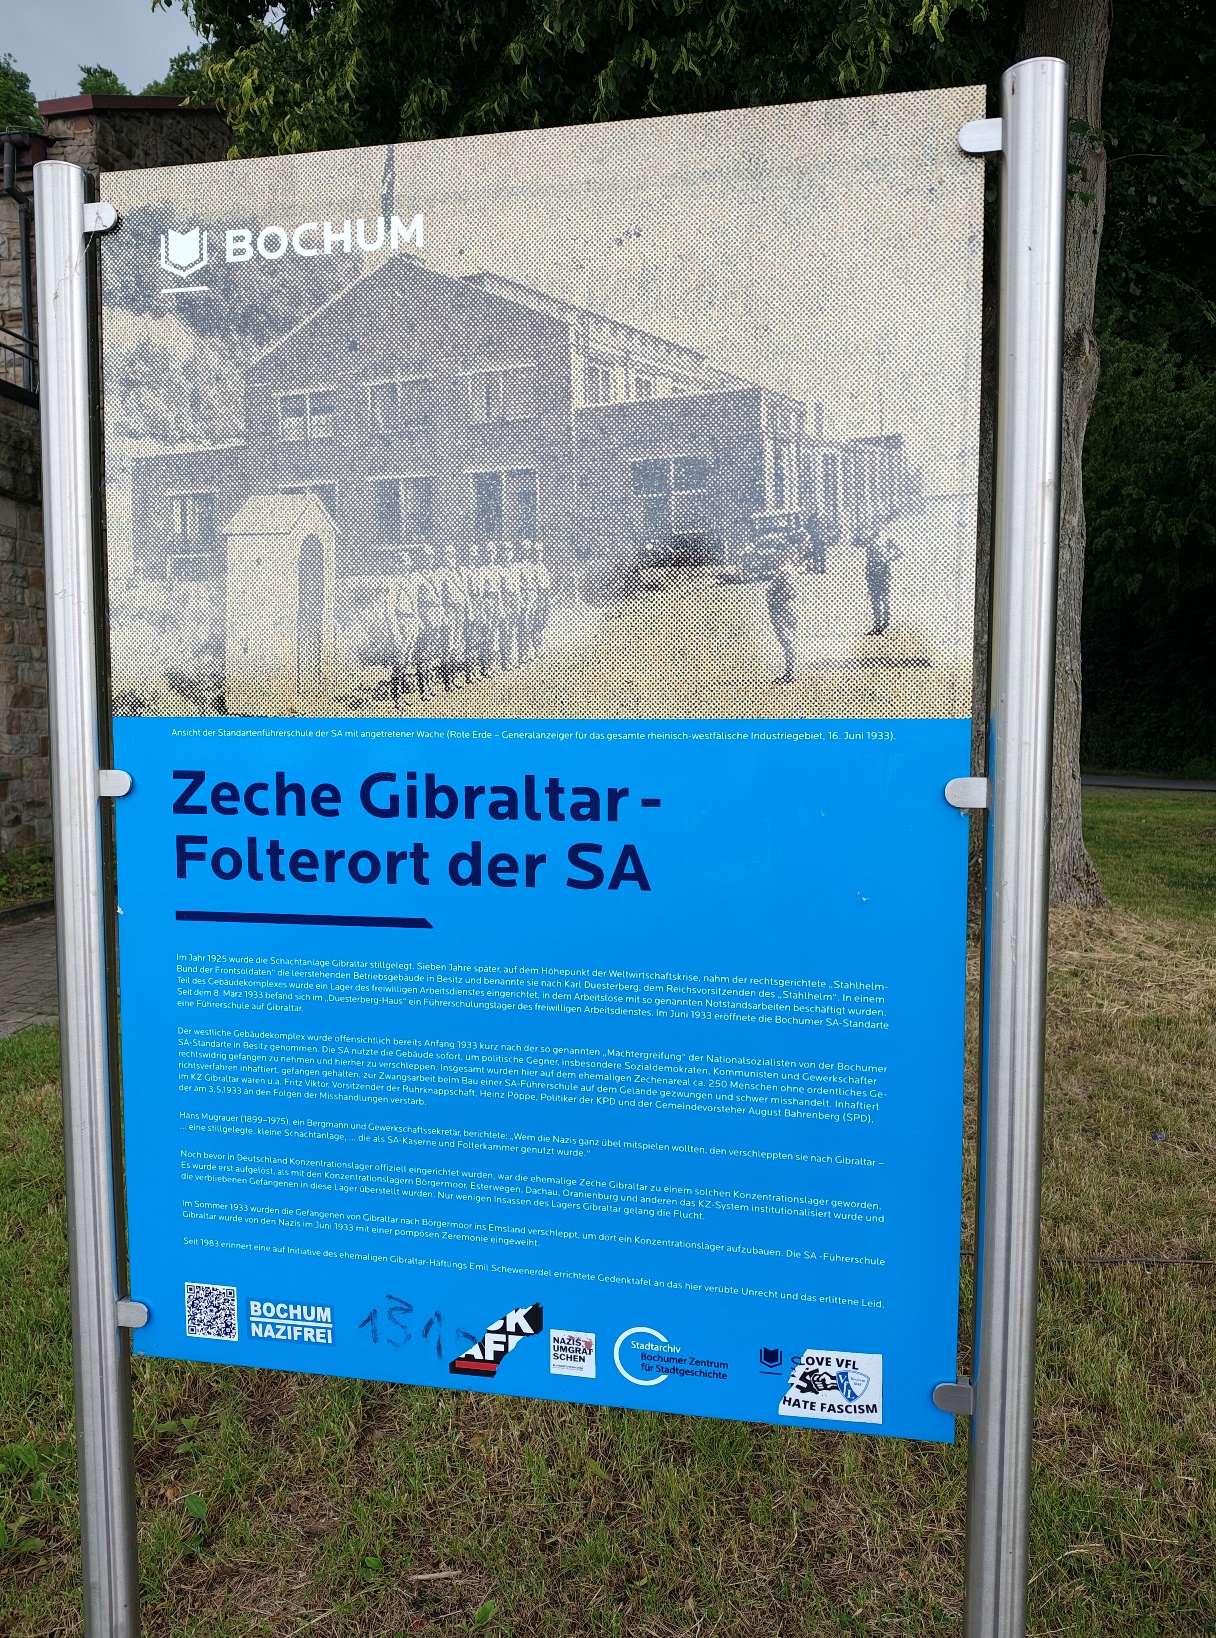 BOCHUM
Ansicht der Standartenführerschule der SA mit angetretener Wache (Rote Erde – Generalanzeiger für das gesamte rheinisch-westfälische Industriegebiet, 16. Juni 1933).
Zeche Gibraltar -
Folterort der SA
Im Jahr 1925 wurde die Schachtanlage Gibraltar stillgelegt. Sieben Jahre später, auf dem Höhepunkt der Weltwirtschaftskrise, nahm der rechtsgerichtete „Stahlhelm-
Bund der Frontsoldaten" die leerstehenden Betriebsgebäude in Besitz und benannte sie nach Karl Duesterberg, dem Reichsvorsitzenden des „Stahlhelm". In einem
Teil des Gebäudekomplexes wurde ein Lager des freiwilligen Arbeitsdienstes eingerichtet, in dem Arbeitslose mit so genannten Notstandsarbeiten beschäftigt wurden.
Seit dem 8. März 1933 befand sich im „Duesterberg-Haus" ein Führerschulungslager des freiwilligen Arbeitsdienstes. Im Juni 1933 eröffnete die Bochumer SA-Standarte
eine Führerschule auf Gibraltar.
Der westliche Gebäudekomplex wurde offensichtlich bereits Anfang 1933 kurz nach der so genannten „Machtergreifung" der Nationalsozialisten von der Bochumer
SA-Standarte in Besitz genommen. Die SA nutzte die Gebäude sofort, um politische Gegner, insbesondere Sozialdemokraten, Kommunisten und Gewerkschafter
rechtswidrig gefangen zu nehmen und hierher zu verschleppen. Insgesamt wurden hier auf dem ehemaligen Zechenareal ca. 250 Menschen ohne ordentliches Ge-
richtsverfahren inhaftiert, gefangen gehalten, zur Zwangsarbeit beim Bau einer SA-Führerschule auf dem Gelände gezwungen und schwer misshandelt. Inhaftiert
im KZ Gibraltar waren u.a. Fritz Viktor, Vorsitzender der Ruhrknappschaft, Heinz Pöppe, Politiker der KPD und der Gemeindevorsteher August Bahrenberg (SPD),
der am 3.5.1933 an den Folgen der Misshandlungen verstarb.
Hans Mugrauer (1899–1975), ein Bergmann und Gewerkschaftssekretär, berichtete: „Wem die Nazis ganz übel mitspielen wollten, den verschleppten sie nach Gibraltar –
... eine stillgelegte, kleine Schachtanlage, ... die als SA-Kaserne und Folterkammer genutzt wurde."
Noch bevor in Deutschland Konzentrationslager offiziell eingerichtet wurden, war die ehemalige Zeche Gibraltar zu einem solchen Konzentrationslager geworden.
Es wurde erst aufgelöst, als mit den Konzentrationslagern Börgermoor, Esterwegen, Dachau, Oranienburg und anderen das KZ-System institutionalisiert wurde und
die verbliebenen Gefangenen in diese Lager überstellt wurden. Nur wenigen Insassen des Lagers Gibraltar gelang die Flucht.
Im Sommer 1933 wurden die Gefangenen von Gibraltar nach Börgermoor ins Emsland verschleppt, um dort ein Konzentrationslager aufzubauen. Die SA -Führerschule
Gibraltar wurde von den Nazis im Juni 1933 mit einer pompösen Zeremonie eingeweiht.
Seit 1983 erinnert eine auf Initiative des ehemaligen Gibraltar-Häftlings Emil Schewenerdel errichtete Gedenktafel an das hier verübte Unrecht und das erlittene Leid.
BOCHUM
NAZIFREI
NAZIS
UMGRAT
SCHEN
Stadtarchiv
Bochumer Zentrum
für Stadtgeschichte
LOVE VFL
HATE FASCISM